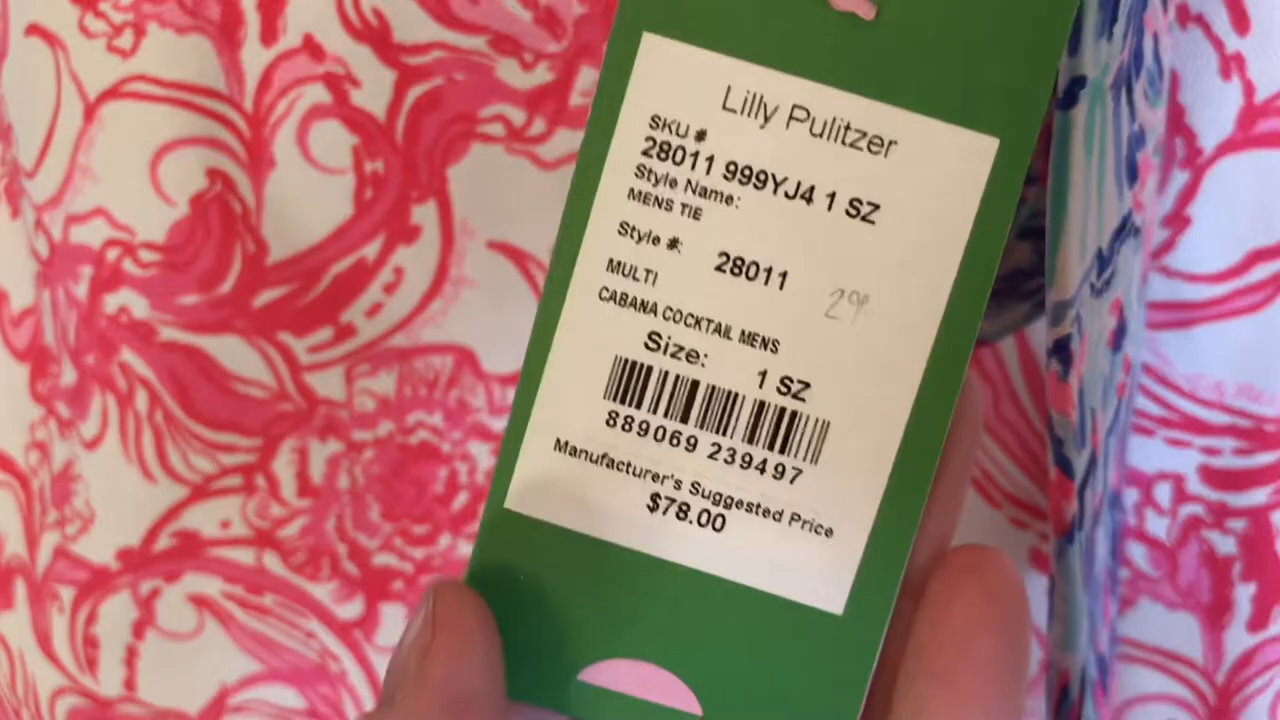 Lilly Pulitzer
SKU #
28011 999YJ4 1 SZ
Style Name:
MENS TIE
Style #: 28011
MULTI
29
CABANA COCKTAIL MENS
Size: 1 SZ
889069 239497
Manufacturer's Suggested Price
$78.00